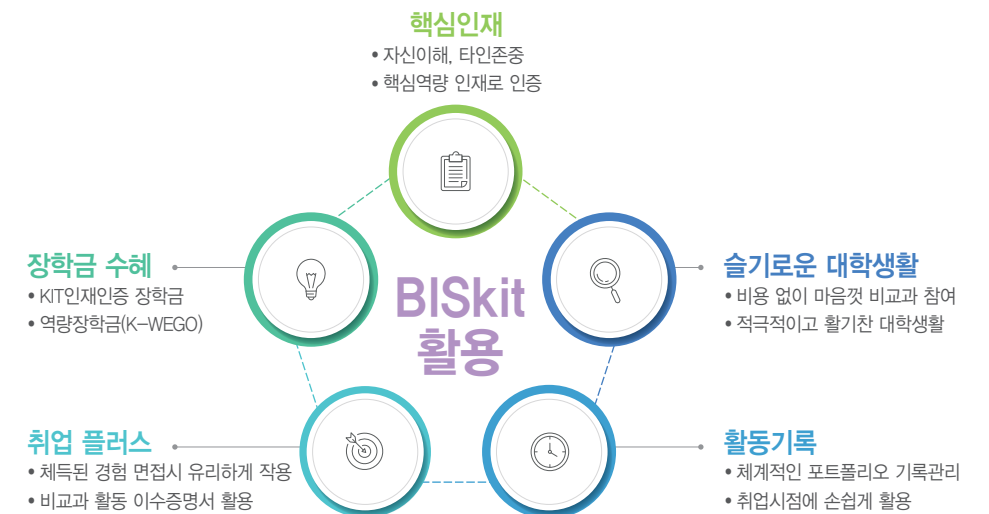 핵심인재
• 자신이해, 타인존중
• 핵심역량 인재로 인증
장학금 수혜
• KIT인재인증 장학금
• 역량장학금(K-WEGO)
BISkit
활용
슬기로운 대학생활
• 비용 없이 마음껏 비교과 참여
• 적극적이고 활기찬 대학생활
취업 플러스
• 체득된 경험 면접시 유리하게 작용
• 비교과 활동 이수증명서 활용
활동기록
• 체계적인 포트폴리오 기록관리
• 취업시점에 손쉽게 활용